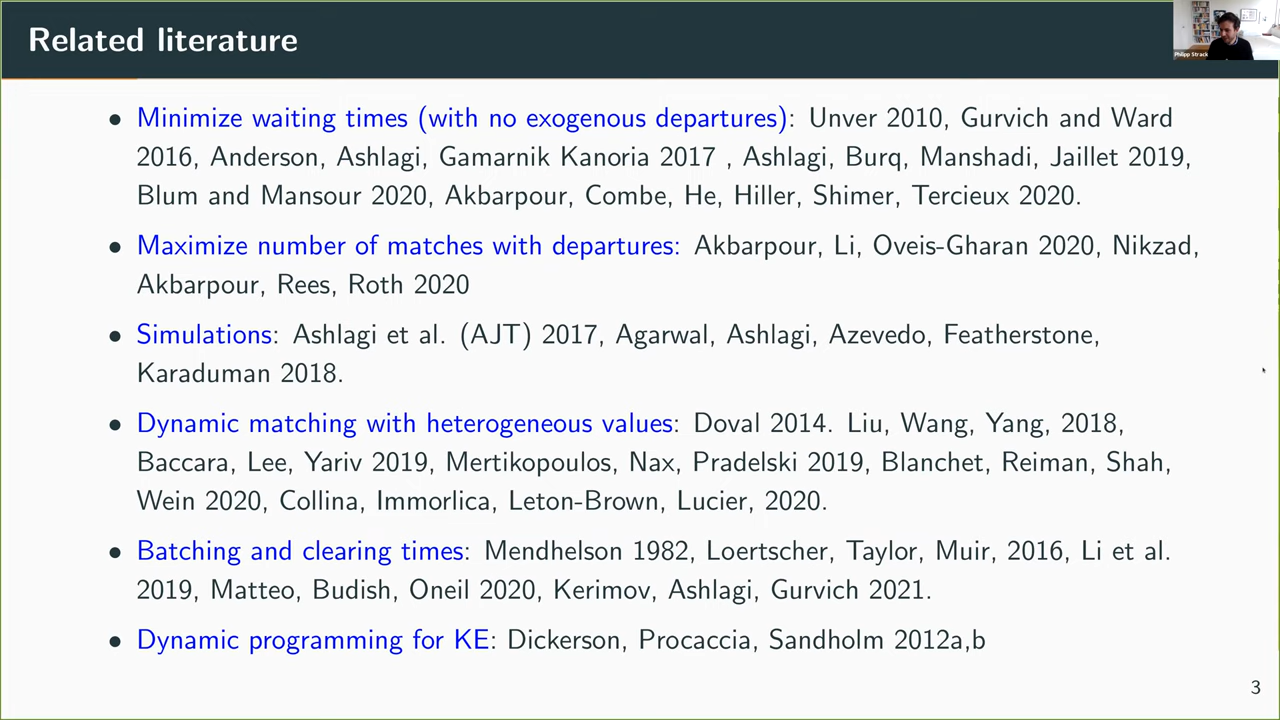 Related literature
Philipp Strack
• Minimize waiting times (with no exogenous departures): Unver 2010, Gurvich and Ward
2016, Anderson, Ashlagi, Gamarnik Kanoria 2017 , Ashlagi, Burq, Manshadi, Jaillet 2019,
Blum and Mansour 2020, Akbarpour, Combe, He, Hiller, Shimer, Tercieux 2020.
• Maximize number of matches with departures: Akbarpour, Li, Oveis-Gharan 2020, Nikzad,
Akbarpour, Rees, Roth 2020
• Simulations: Ashlagi et al. (AJT) 2017, Agarwal, Ashlagi, Azevedo, Featherstone,
Karaduman 2018.
• Dynamic matching with heterogeneous values: Doval 2014. Liu, Wang, Yang, 2018,
Baccara, Lee, Yariv 2019, Mertikopoulos, Nax, Pradelski 2019, Blanchet, Reiman, Shah,
Wein 2020, Collina, Immorlica, Leton-Brown, Lucier, 2020.
• Batching and clearing times: Mendhelson 1982, Loertscher, Taylor, Muir, 2016, Li et al.
2019, Matteo, Budish, Oneil 2020, Kerimov, Ashlagi, Gurvich 2021.
• Dynamic programming for KE: Dickerson, Procaccia, Sandholm 2012a,b
3